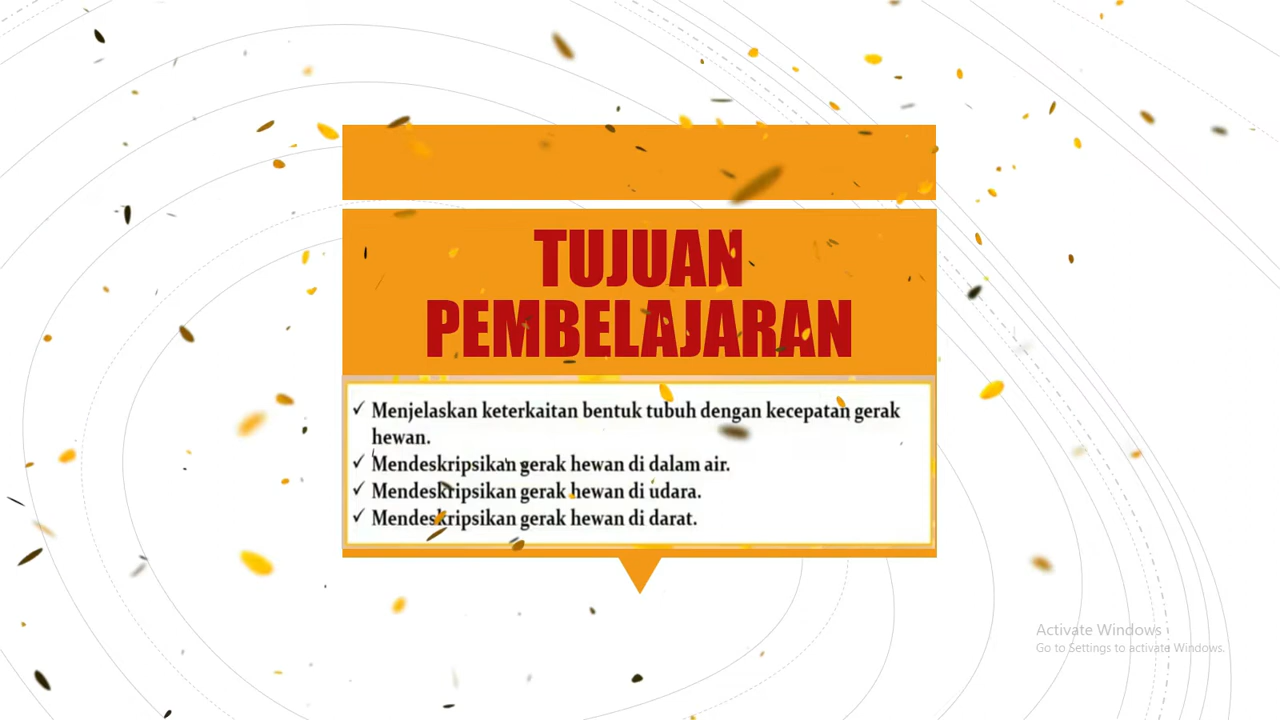 TUJUAN
PEMBELAJARAN
✓ Menjelaskan keterkaitan bentuk tubuh dengan kecepatan gerak
hewan.
✓ Mendeskripsikan gerak hewan di dalam air.
✓ Mendeskripsikan gerak hewan di udara.
✓ Mendeskripsikan gerak hewan di darat.
Activate Windows
Go to Settings to activate Windows.